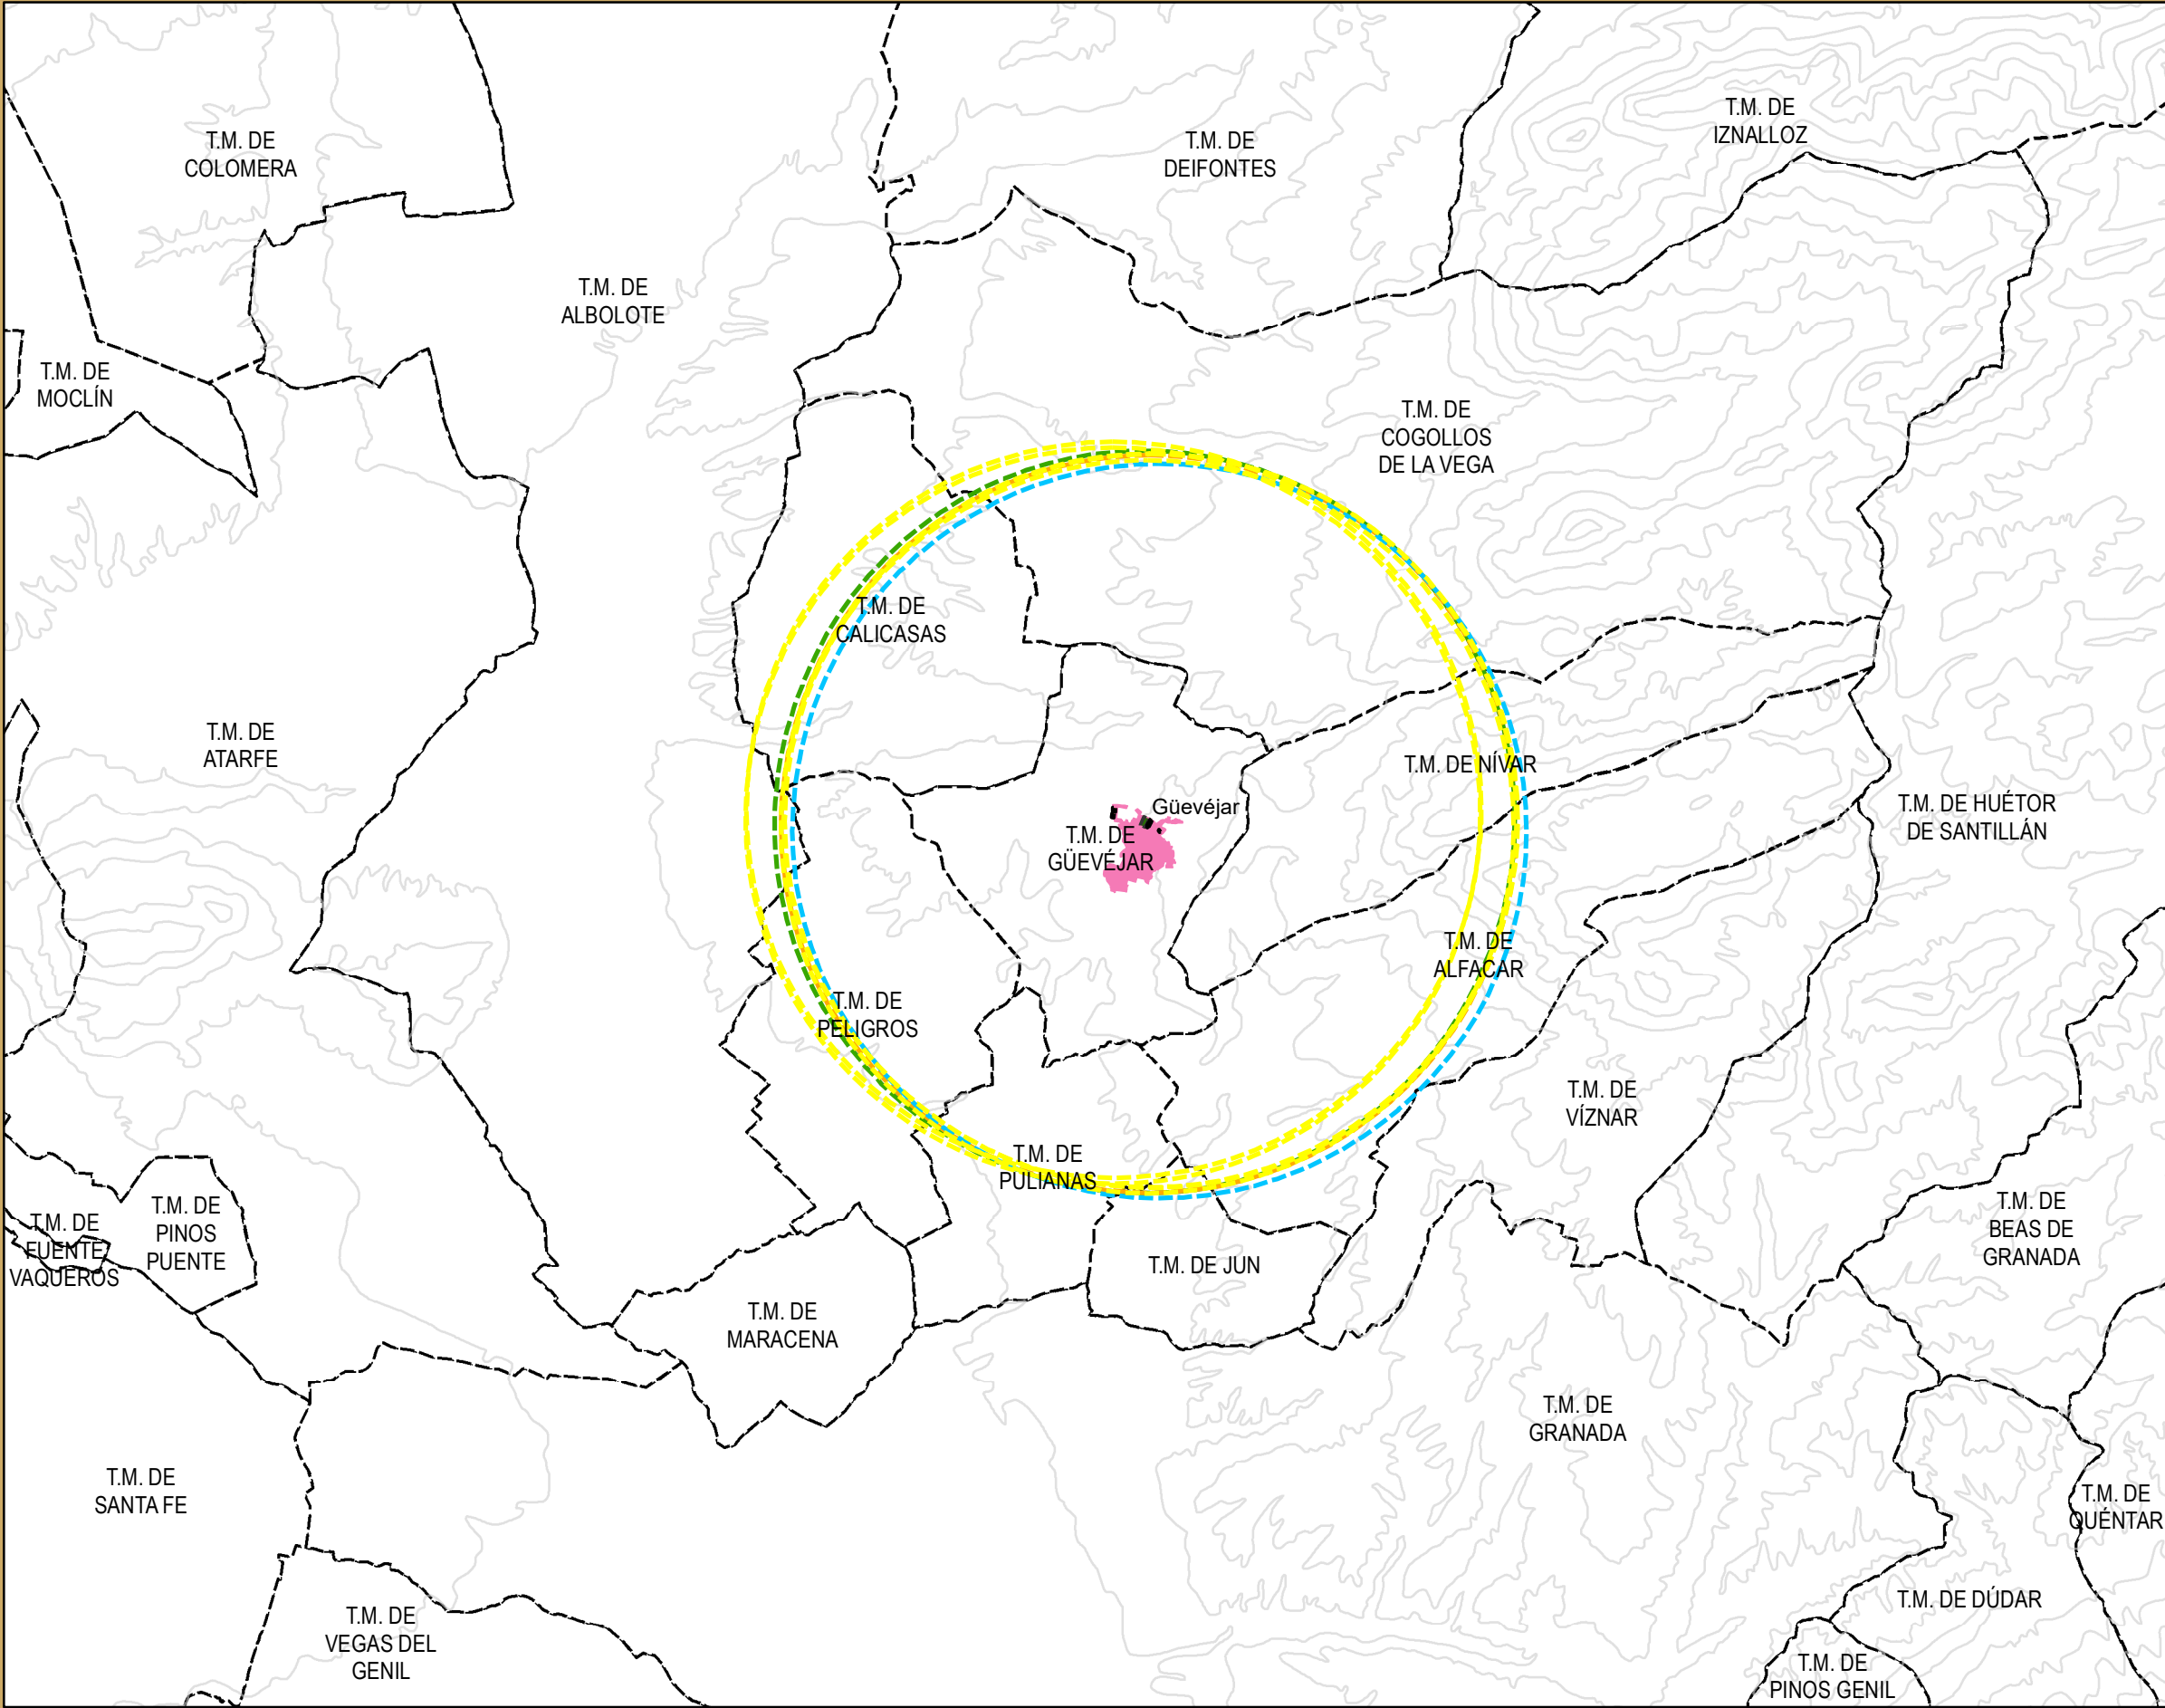 T.M. DE
COLOMERA
T.M. DE
DEIFONTES
T.M. DE
IZNALLOZ
T.M. DE
ALBOLOTE
T.M. DE
MOCLÍN
T.M. DE
COGOLLOS
DE LA VEGA
T.M. DE
CALICASAS
T.M. DE
ATARFE
T.M. DE NÍVAR
Güevéjar
T.M. DE
GÜEVÉJAR
T.M. DE HUÉTOR
DE SANTILLÁN
T.M. DE
ALFACAR
T.M. DE
PELIGROS
T.M. DE
VÍZNAR
T.M. DE
PULIANAS
T.M. DE
FUENTE
VAQUEROS
T.M. DE
PINOS
PUENTE
T.M. DE
BEAS DE
GRANADA
T.M. DE JUN
T.M. DE
MARACENA
T.M. DE
GRANADA
T.M. DE
SANTA FE
T.M. DE
QUÉNTAR
T.M. DE DÚDAR
T.M. DE
VEGAS DEL
GENIL
T.M. DE
PINOS GENIL